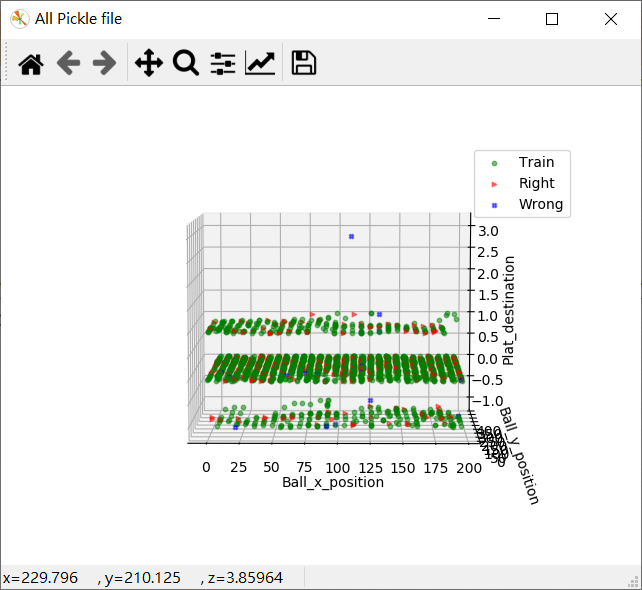 All Pickle file
Train
Right
Wrong
3.0
2.5
2.0
1.5
1.0
0.5
0.0
−0.5
−1.0
Plat_destination
Ball_y_position
0
0 25 50 75 100 125 150 175 200
Ball_x_position
x=229.796 , y=210.125 , z=3.85964